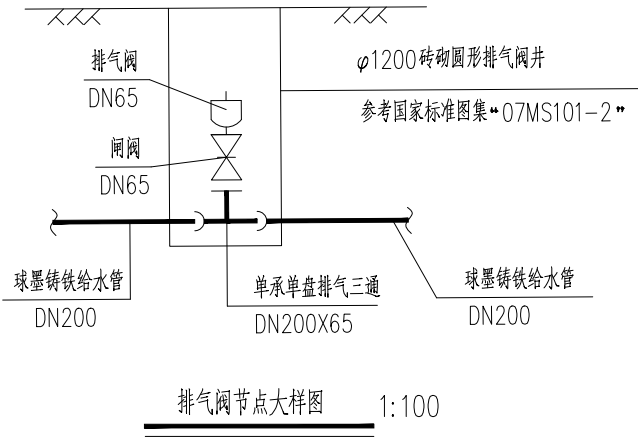 排气阀
DN65
φ1200砖砌圆形排气阀井
参考国家标准图集“07MS101-2”
闸阀
DN65
球墨铸铁给水管
DN200
单承单盘排气三通
DN200X65
球墨铸铁给水管
DN200
排气阀节点大样图 1:100